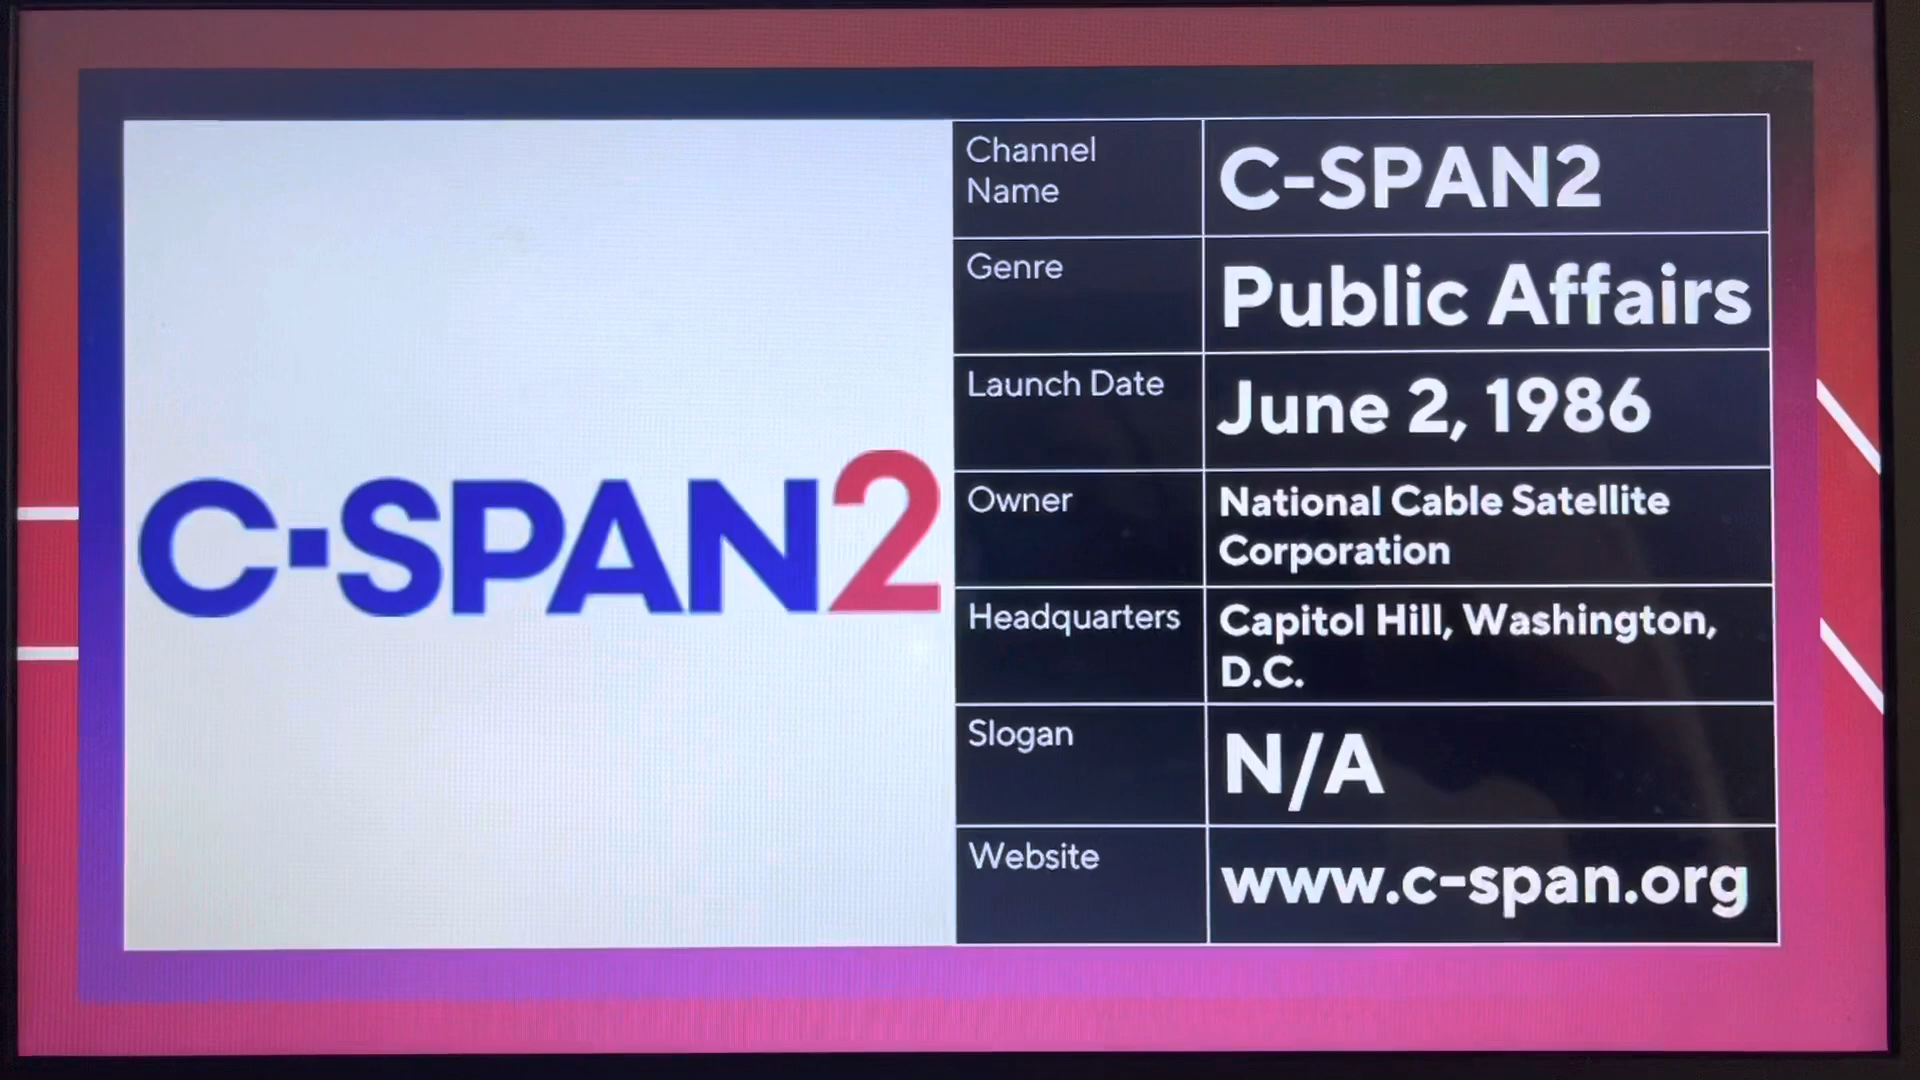 C-SPAN2
Channel
Name
C-SPAN2
Genre
Public Affairs
Launch Date
June 2, 1986
Owner
National Cable Satellite
Corporation
Headquarters
Capitol Hill, Washington,
D.C.
Slogan
N/A
Website
www.c-span.org